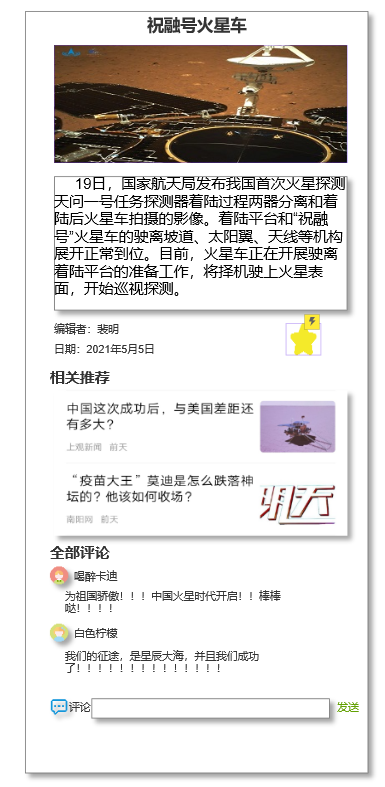 祝融号火星车
19日，国家航天局发布我国首次火星探测
天问一号任务探测器着陆过程两器分离和着
陆后火星车拍摄的影像。着陆平台和“祝融
号”火星车的驶离坡道、太阳翼、天线等机构
展开正常到位。目前，火星车正在开展驶离
着陆平台的准备工作，将择机驶上火星表
面，开始巡视探测。
编辑者：裴明
日期：2021年5月5日
相关推荐
中国这次成功后，与美国差距还
有多大？
上观新闻 前天
“疫苗大王”莫迪是怎么跌落神
坛的？他该如何收场？
南阳网 前天
明天
全部评论
喝醉卡迪
为祖国骄傲！！！中国火星时代开启！！棒棒
哒！！！！
白色柠檬
我们的征途，是星辰大海，并且我们成功
了！！！！！！！！！！！！！！
评论
发送